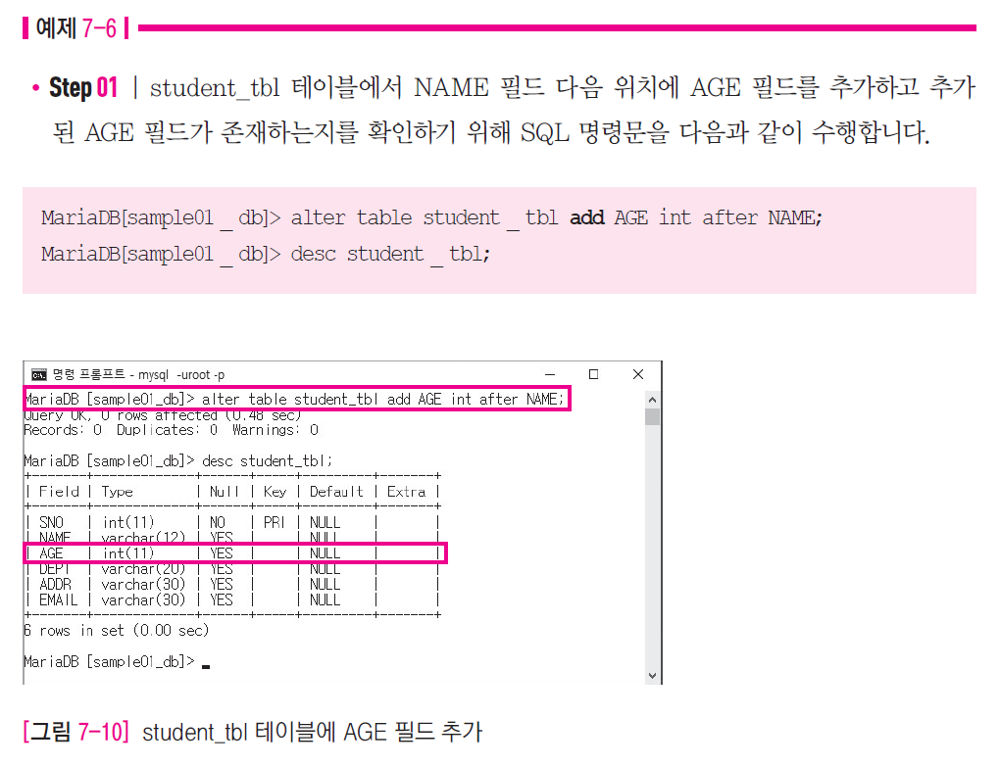 예제 7-6
• Step 01 | student_tbl 테이블에서 NAME 필드 다음 위치에 AGE 필드를 추가하고 추가
된 AGE 필드가 존재하는지를 확인하기 위해 SQL 명령문을 다음과 같이 수행합니다.
MariaDB[sample01 _ db]> alter table student _ tbl add AGE int after NAME;
MariaDB[sample01 _ db]> desc student _ tbl;
명령 프롬프트 - mysql -uroot -p
MariaDB [sample01_db]> alter table student_tbl add AGE int after NAME;
Query OK, 0 rows affected (0.48 sec)
Records: 0  Duplicates: 0  Warnings: 0
MariaDB [sample01_db]> desc student_tbl;
+-------+-------------+------+-----+---------+-------+
| Field | Type        | Null | Key | Default | Extra |
+-------+-------------+------+-----+---------+-------+
| SNO   | int(11)     | NO   | PRI | NULL    |       |
| NAME  | varchar(12) | YES  |     | NULL    |       |
| AGE   | int(11)     | YES  |     | NULL    |       |
| DEPT  | varchar(20) | YES  |     | NULL    |       |
| ADDR  | varchar(30) | YES  |     | NULL    |       |
| EMAIL | varchar(30) | YES  |     | NULL    |       |
+-------+-------------+------+-----+---------+-------+
6 rows in set (0.00 sec)
MariaDB [sample01_db]> _
[그림 7-10] student_tbl 테이블에 AGE 필드 추가